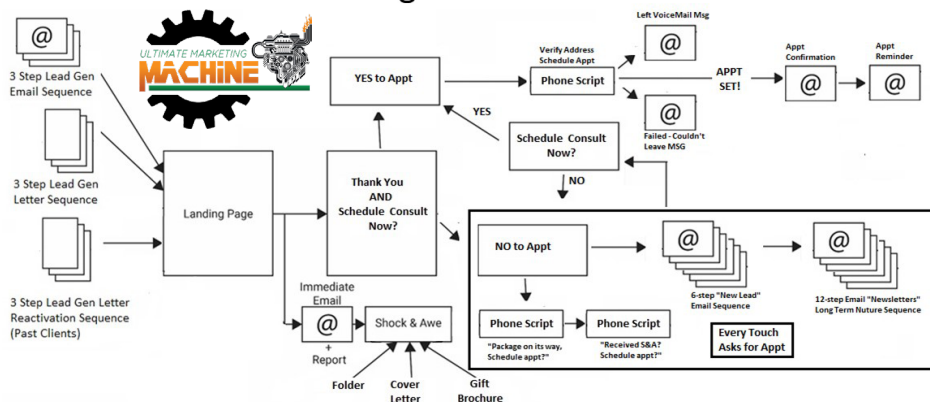 @
3 Step Lead Gen
Email Sequence
3 Step Lead Gen
Letter Sequence
3 Step Lead Gen Letter
Reactivation Sequence
(Past Clients)
ULTIMATE MARKETING
MACHINE
Landing Page
Thank You
AND
Schedule Consult
Now?
Immediate
Email
@
+
Report
Shock & Awe
Folder
Cover
Letter
Gift
Brochure
YES to Appt
YES
Verify Address
Schedule Appt
Phone Script
Left VoiceMail Msg
@
@
Failed - Couldn't
Leave MSG
APPT
SET!
Appt
Confirmation
@
Appt
Reminder
@
Schedule Consult
Now?
NO
NO to Appt
@
6-step "New Lead"
Email Sequence
@
12-step Email "Newsletters"
Long Term Nuture Sequence
Phone Script
"Package on its way,
Schedule appt?"
Phone Script
"Received S&A?
Schedule appt?"
Every Touch
Asks for Appt